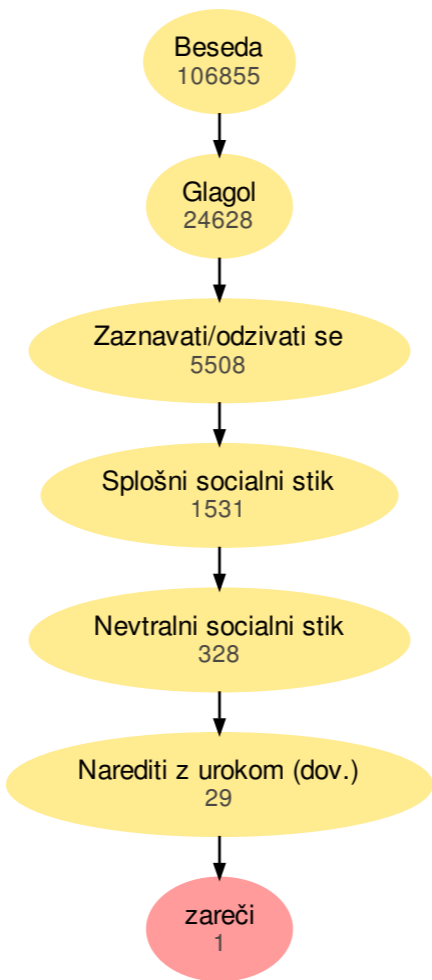 Beseda
106855
Glagol
24628
Zaznavati/odzivati se
5508
Splošni socialni stik
1531
Nevtralni socialni stik
328
Narediti z urokom (dov.)
29
zareči
1